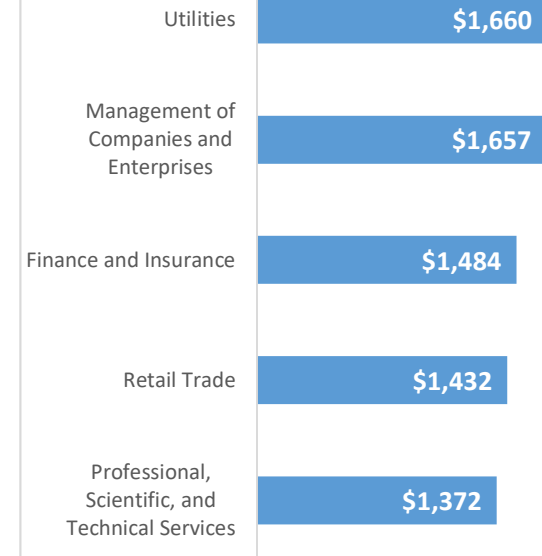 Utilities
$1,660
Management of
Companies and
Enterprises
$1,657
Finance and Insurance
$1,484
Retail Trade
$1,432
Professional,
Scientific, and
Technical Services
$1,372